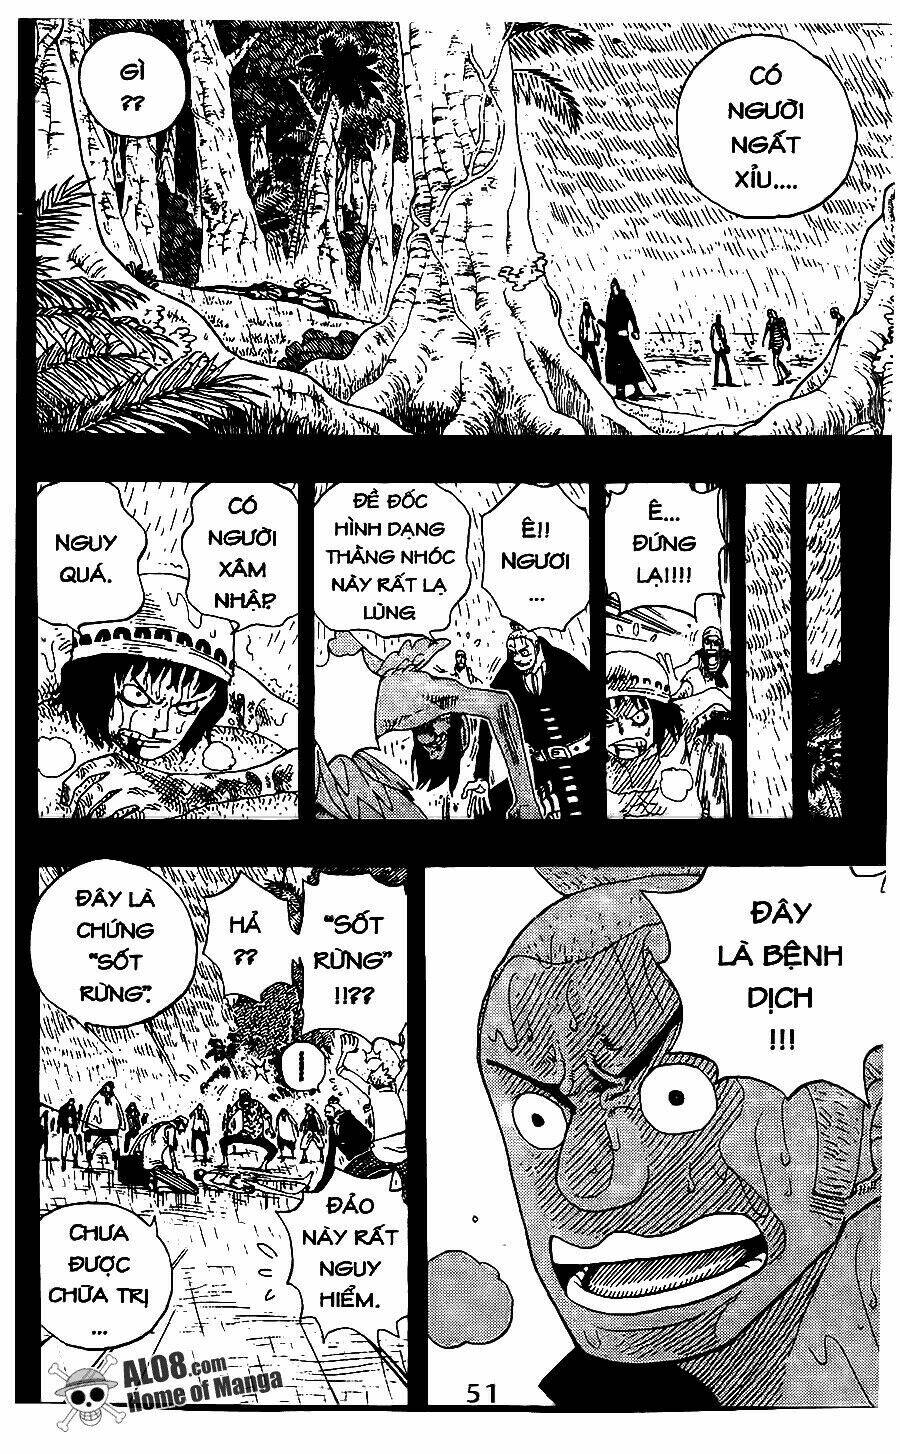 CÓ
NGƯỜI
NGẤT
XỈU....
GÌ
??
Ê...
ĐỨNG
LẠI!!!!
Ê!!
NGƯƠI
...
ĐỀ ĐỐC
HÌNH DẠNG
THẰNG NHÓC
NÀY RẤT LẠ
LÙNG.
CÓ
NGƯỜI
XÂM
NHẬP.
NGUY
QUÁ.
ĐÂY
LÀ BỆNH
DỊCH
!!!
"SỐT
RỪNG"
!!??
HẢ
??
ĐÂY LÀ
CHỨNG
"SỐT
RỪNG".
!
ĐẢO
NÀY RẤT
NGUY
HIỂM.
CHƯA
ĐƯỢC
CHỮA TRỊ
...
AL08.com
Home of Manga
51